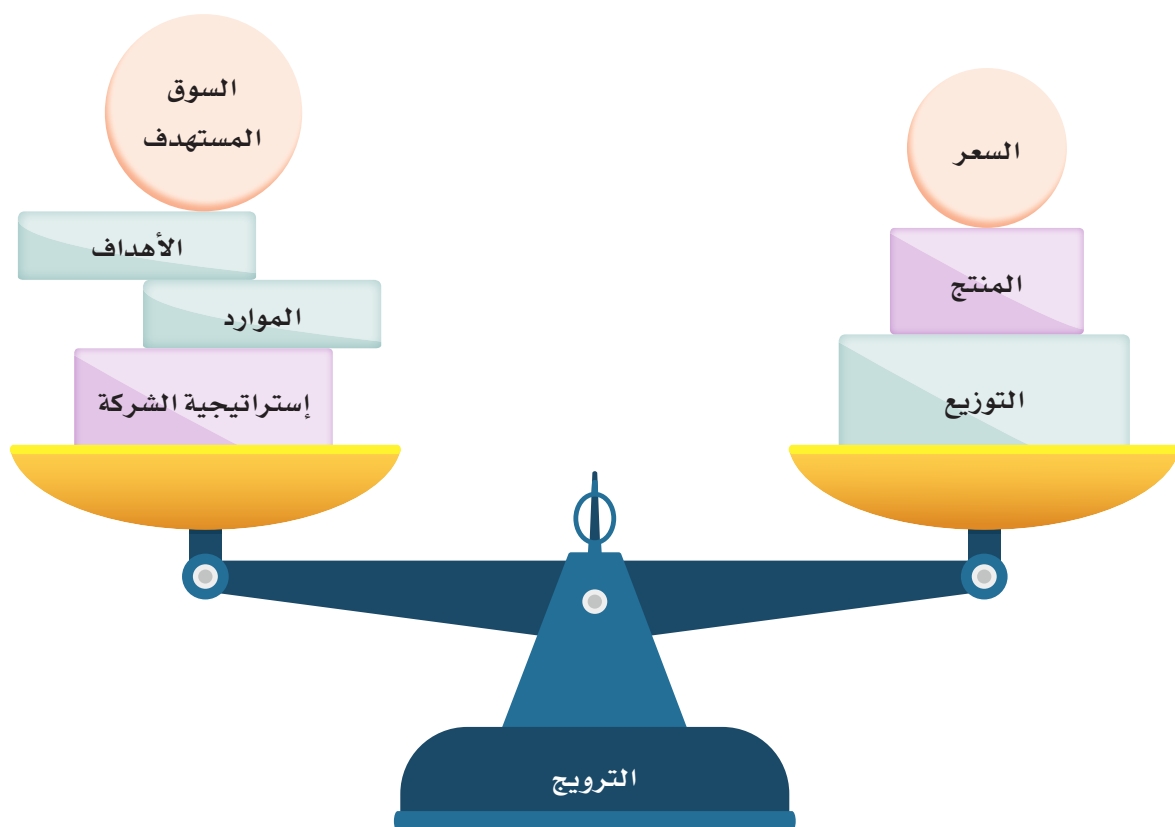 السوق
المستهدف
الأهداف
الموارد
إستراتيجية الشركة
السعر
المنتج
التوزيع
الترويج